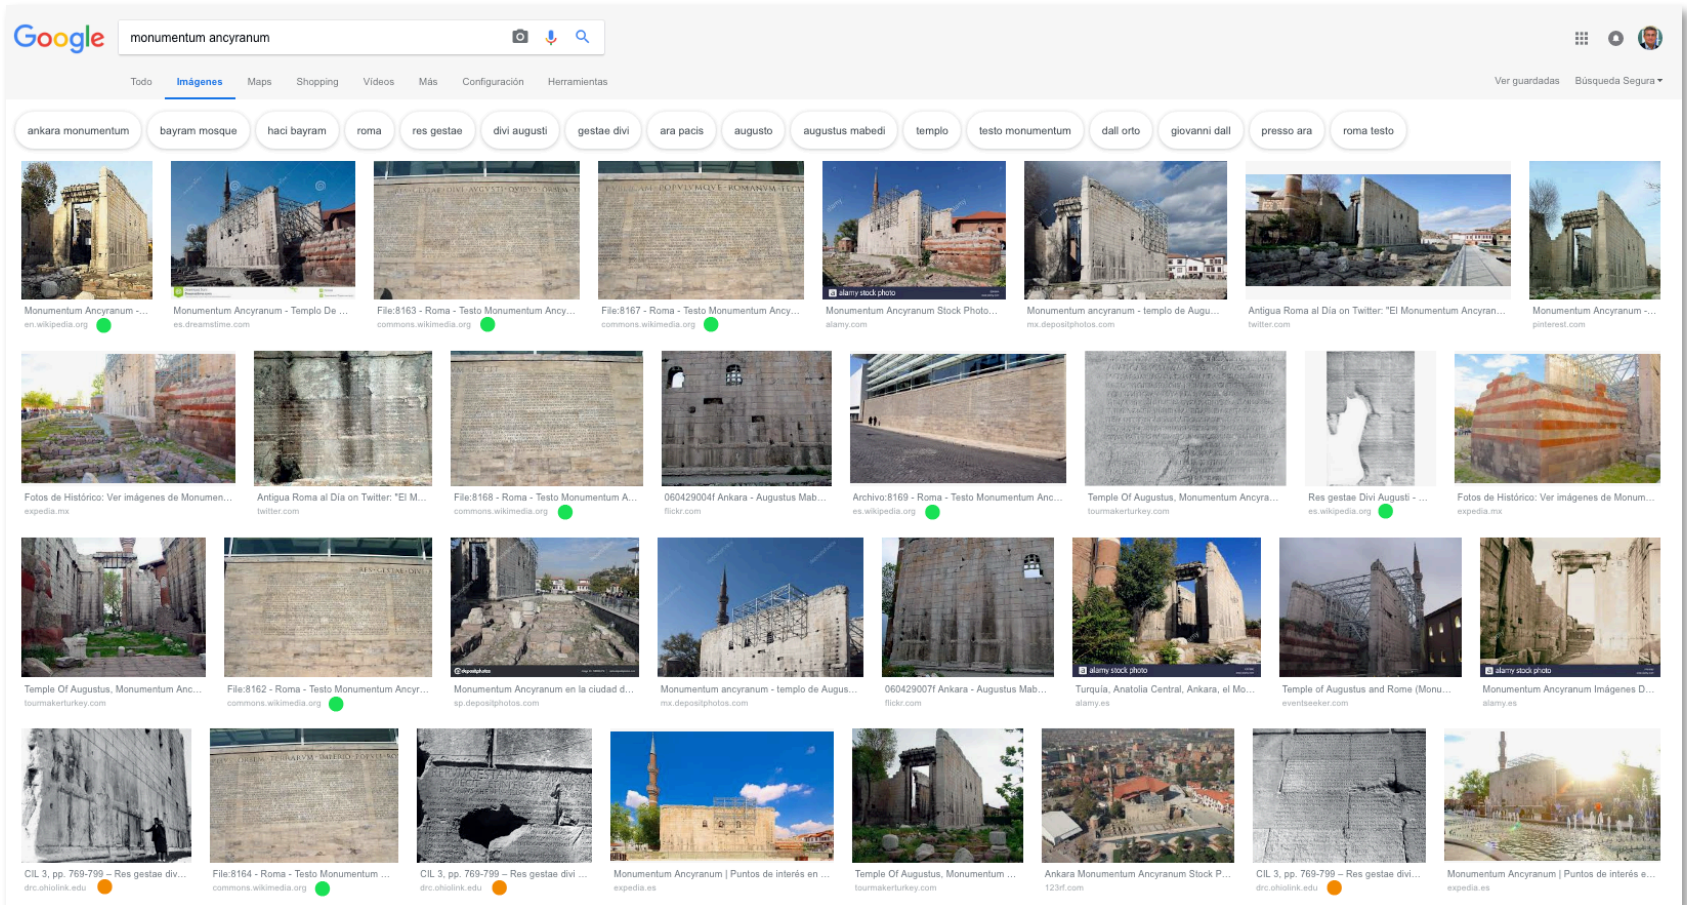 Google
monumentum ancyranum
Todo Imágenes Maps Shopping Vídeos Más Configuración Herramientas
Ver guardadas Búsqueda Segura
ankara monumentum bayram mosque haci bayram roma res gestae divi augusti gestae divi ara pacis augusto augustus mabedi templo testo monumentum dall orto giovanni dall presso ara roma testo
Monumentum Ancyranum -...
en.wikipedia.org
Monumentum Ancyranum - Templo De ...
es.dreamstime.com
File:8163 - Roma - Testo Monumentum Ancy...
commons.wikimedia.org
File:8167 - Roma - Testo Monumentum Ancy...
commons.wikimedia.org
alamy stock photo
Monumentum Ancyranum Stock Photo...
alamy.com
Monumentum ancyranum - templo de Augu...
mx.depositphotos.com
Antigua Roma al Día on Twitter: "El Monumentum Ancyran...
twitter.com
Monumentum Ancyranum -...
pinterest.com
Fotos de Histórico: Ver imágenes de Monumen...
expedia.mx
Antigua Roma al Día on Twitter: "El M...
twitter.com
File:8168 - Roma - Testo Monumentum A...
commons.wikimedia.org
060429004f Ankara - Augustus Mab...
flickr.com
Archivo:8169 - Roma - Testo Monumentum Anc...
es.wikipedia.org
Temple Of Augustus, Monumentum Ancyra...
tourmakerturkey.com
Res gestae Divi Augusti - ...
es.wikipedia.org
Fotos de Histórico: Ver imágenes de Monum...
expedia.mx
Temple Of Augustus, Monumentum Anc...
tourmakerturkey.com
File:8162 - Roma - Testo Monumentum Ancyr...
commons.wikimedia.org
depositphotos
Monumentum Ancyranum en la ciudad d...
sp.depositphotos.com
Monumentum ancyranum - templo de Augus...
mx.depositphotos.com
060429007f Ankara - Augustus Mab...
flickr.com
alamy stock photo
Turquía, Anatolia Central, Ankara, el Mo...
alamy.es
Temple of Augustus and Rome (Monu...
eventseeker.com
alamy stock photo
Monumentum Ancyranum Imágenes D...
alamy.es
CIL 3, pp. 769-799 – Res gestae div...
drc.ohiolink.edu
File:8164 - Roma - Testo Monumentum ...
commons.wikimedia.org
CIL 3, pp. 769-799 – Res gestae divi ...
drc.ohiolink.edu
Monumentum Ancyranum | Puntos de interés en ...
expedia.es
Temple Of Augustus, Monumentum ...
tourmakerturkey.com
Ankara Monumentum Ancyranum Stock P...
123rf.com
CIL 3, pp. 769-799 – Res gestae divi...
drc.ohiolink.edu
Monumentum Ancyranum | Puntos de interés e...
expedia.es